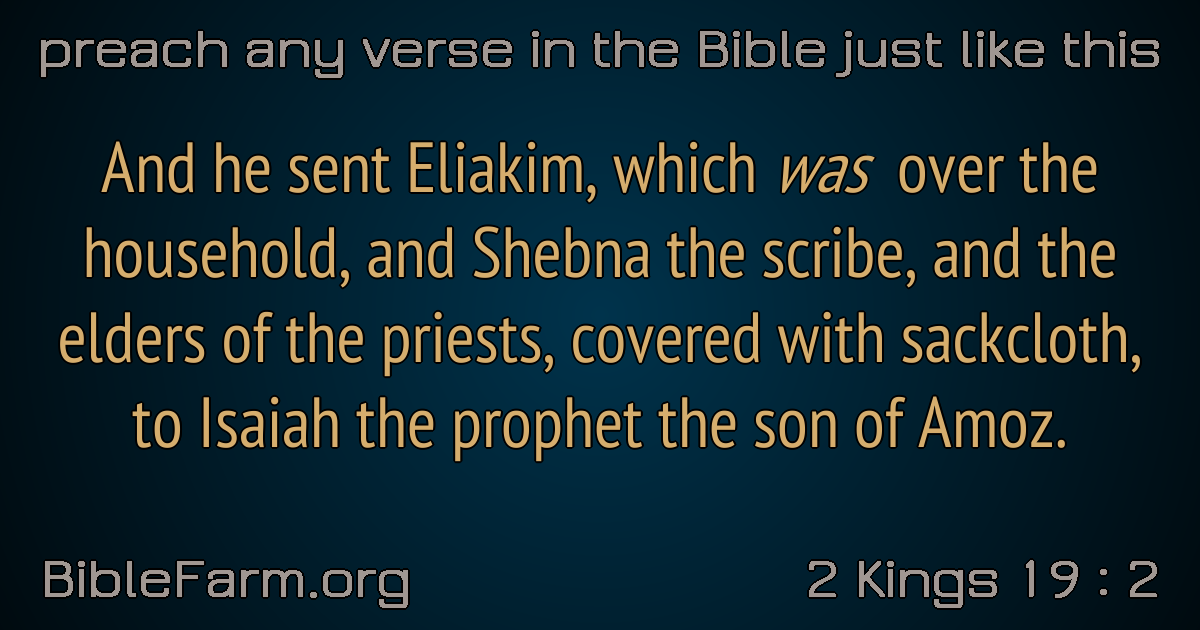 preach any verse in the Bible just like this
And he sent Eliakim, which was over the
household, and Shebna the scribe, and the
elders of the priests, covered with sackcloth,
to Isaiah the prophet the son of Amoz.
BibleFarm.org
2 Kings 19 : 2